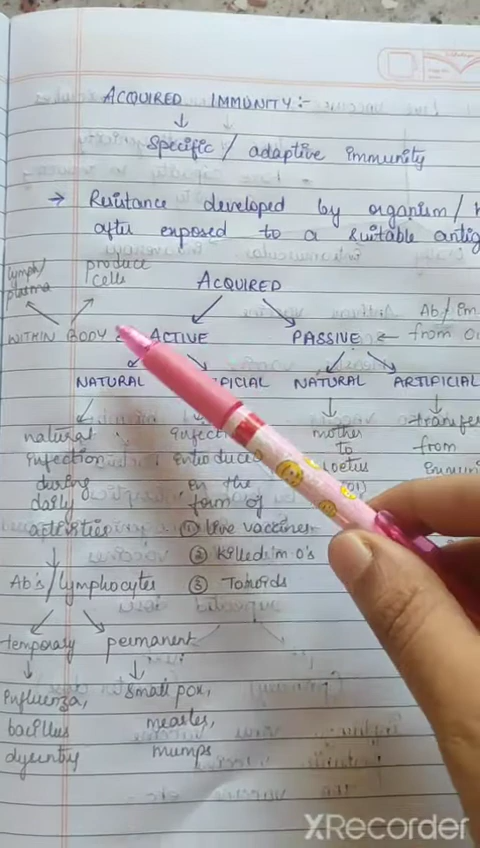 ACQUIRED IMMUNITY:-
↓
Specific / adaptive immunity
→ Resistance developed by organism /
after exposed to a suitable antig
lymph/ produce
plasma cells
ACQUIRED
Ab/
WITHIN BODY ACTIVE PASSIVE ← from
NATURAL IFICIAL NATURAL ARTIFICIAL
natural infecti mother transfer
infection introduced to from
during in the foetus
daily form of
activities ① live vaccines
② Killed m.o's
Ab's / lymphocytes ③ Toxoids
temporary permanent
Influenza, Small pox,
bacillus measles,
dysentry mumps
XRecorder